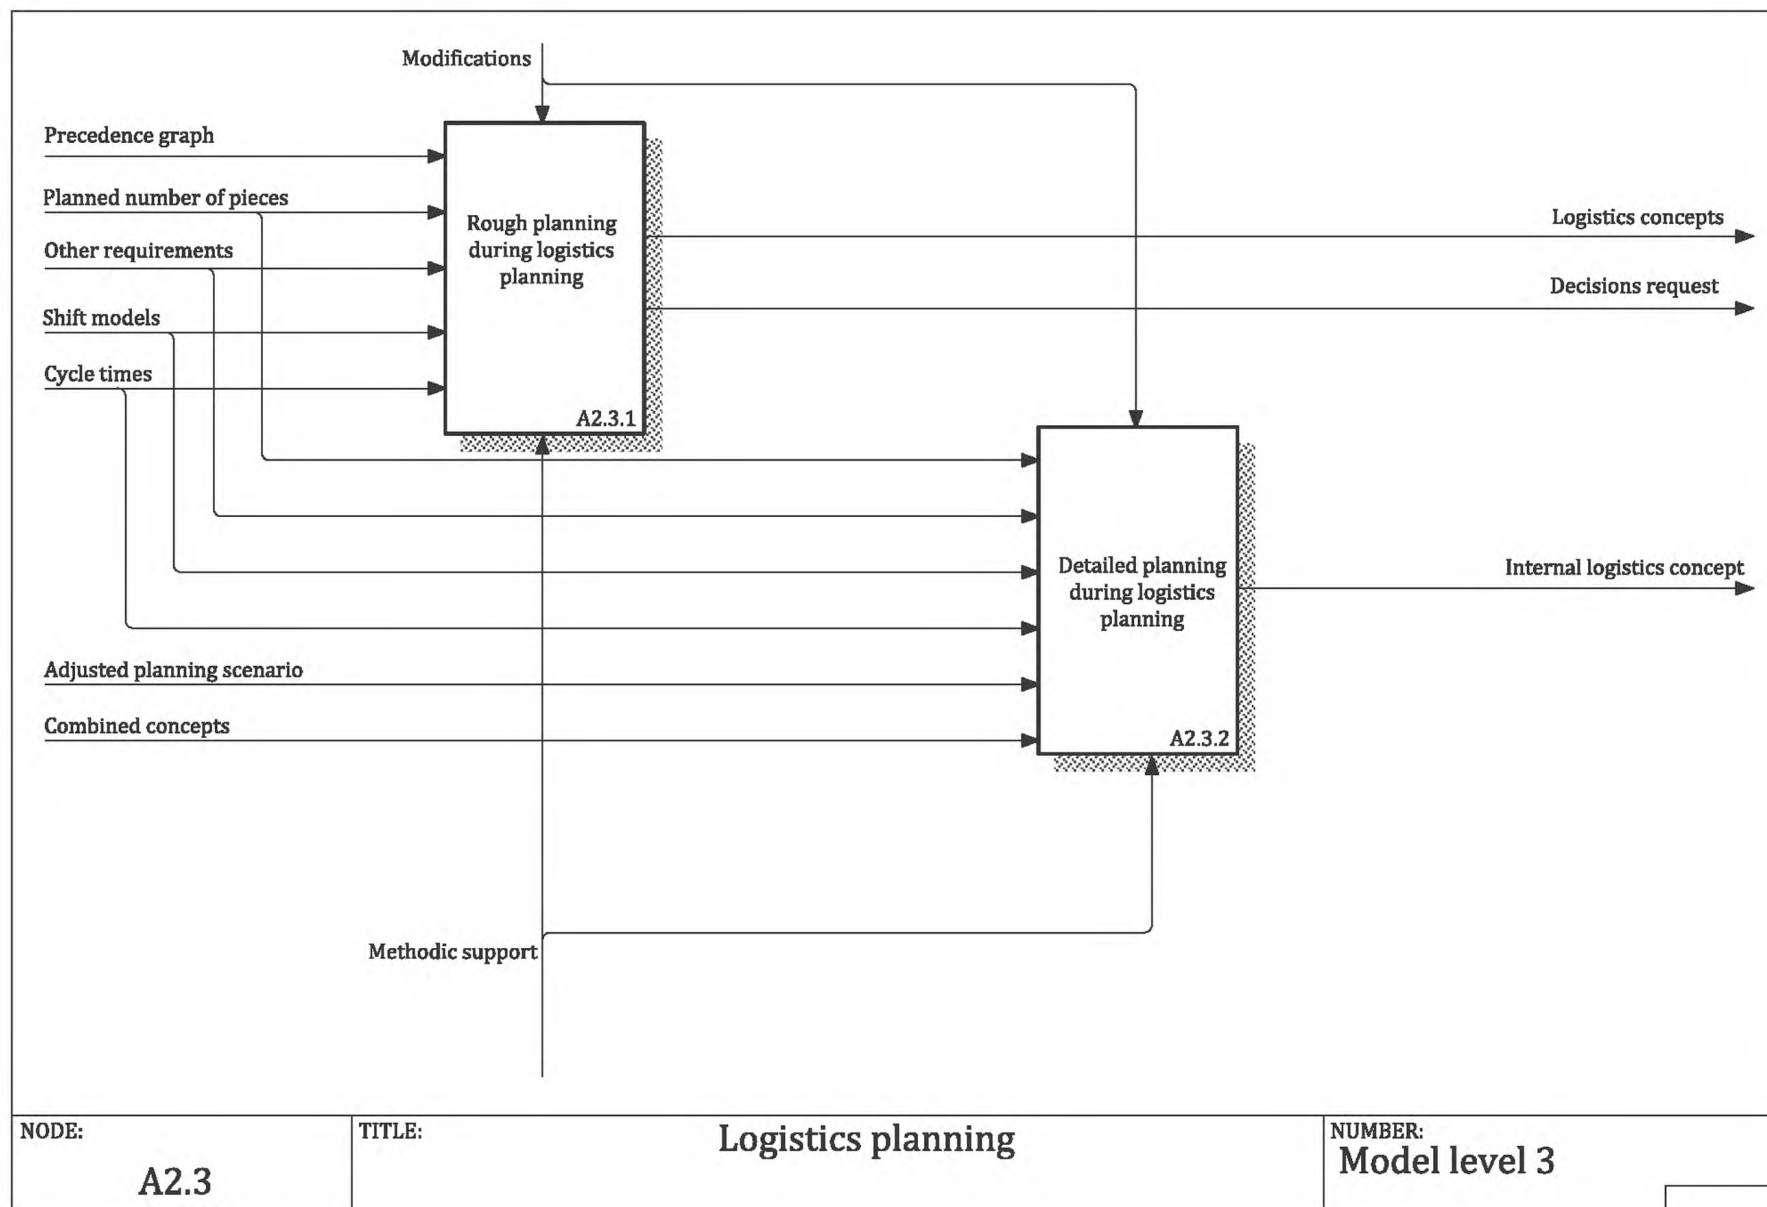 Modifications
Precedence graph
Planned number of pieces
Other requirements
Shift models
Cycle times
Rough planning
during logistics
planning
A2.3.1
Logistics concepts
Decisions request
Detailed planning
during logistics
planning
A2.3.2
Internal logistics concept
Adjusted planning scenario
Combined concepts
Methodic support
NODE:
A2.3
TITLE:
Logistics planning
NUMBER:
Model level 3